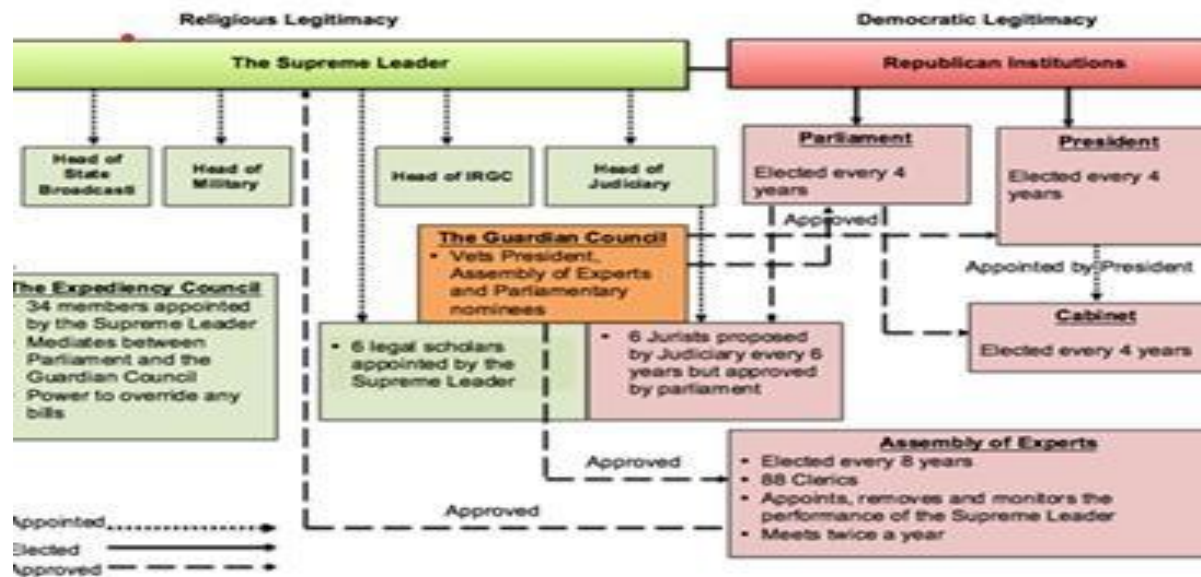 Religious Legitimacy
Democratic Legitimacy
The Supreme Leader
Republican Institutions
Head of
State
Broadcasti
Head of
Military
Head of IRGC
Head of
Judiciary
Parliament
Elected every 4
years
President
Elected every 4
years
Approved
The Guardian Council
• Vets President,
Assembly of Experts
and Parliamentary
nominees
Appointed by President
The Expediency Council
34 members appointed
by the Supreme Leader
Mediates between
Parliament and the
Guardian Council
Power to override any
bills
• 6 legal scholars
appointed by the
Supreme Leader
• 6 Jurists proposed
by Judiciary every 6
years but approved
by parliament
Cabinet
Elected every 4 years
Approved
Assembly of Experts
• Elected every 8 years
• 88 Clerics
• Appoints, removes and monitors the
performance of the Supreme Leader
• Meets twice a year
Approved
Appointed
Elected
Approved